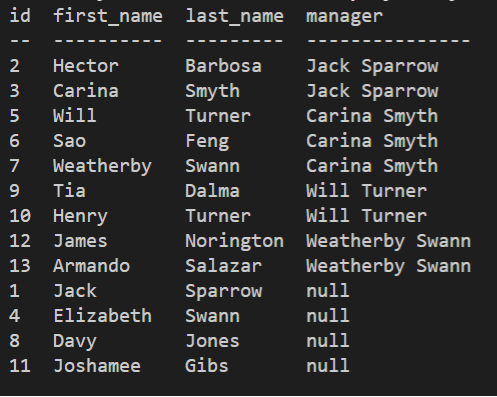 id  first_name  last_name  manager
--  ----------  ---------  ---------------
2   Hector      Barbosa    Jack Sparrow
3   Carina      Smyth      Jack Sparrow
5   Will        Turner     Carina Smyth
6   Sao         Feng       Carina Smyth
7   Weatherby   Swann      Carina Smyth
9   Tia         Dalma      Will Turner
10  Henry       Turner     Will Turner
12  James       Norington  Weatherby Swann
13  Armando     Salazar    Weatherby Swann
1   Jack        Sparrow    null
4   Elizabeth   Swann      null
8   Davy        Jones      null
11  Joshamee    Gibs       null